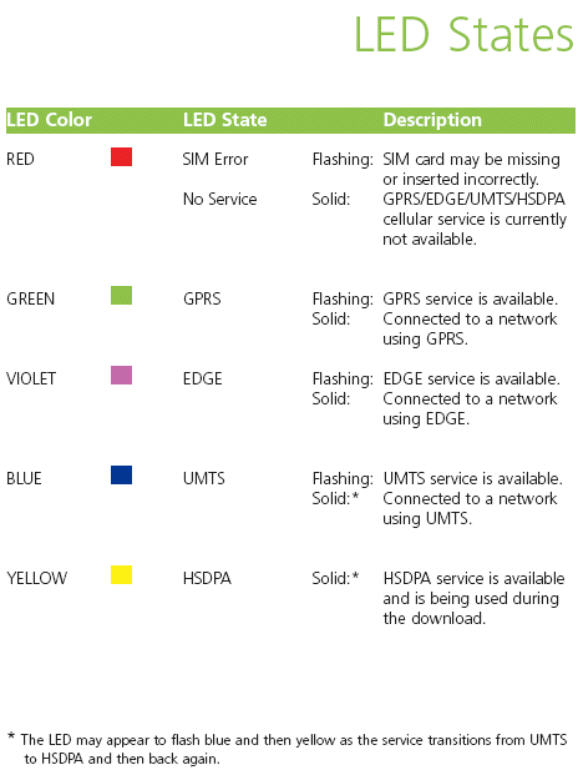 LED States
LED Color LED State Description
RED SIM Error Flashing: SIM card may be missing
or inserted incorrectly.
No Service Solid: GPRS/EDGE/UMTS/HSDPA
cellular service is currently
not available.
GREEN GPRS Flashing: GPRS service is available.
Solid: Connected to a network
using GPRS.
VIOLET EDGE Flashing: EDGE service is available.
Solid: Connected to a network
using EDGE.
BLUE UMTS Flashing: UMTS service is available.
Solid:* Connected to a network
using UMTS.
YELLOW HSDPA Solid:* HSDPA service is available
and is being used during
the download.
* The LED may appear to flash blue and then yellow as the service transitions from UMTS
to HSDPA and then back again.